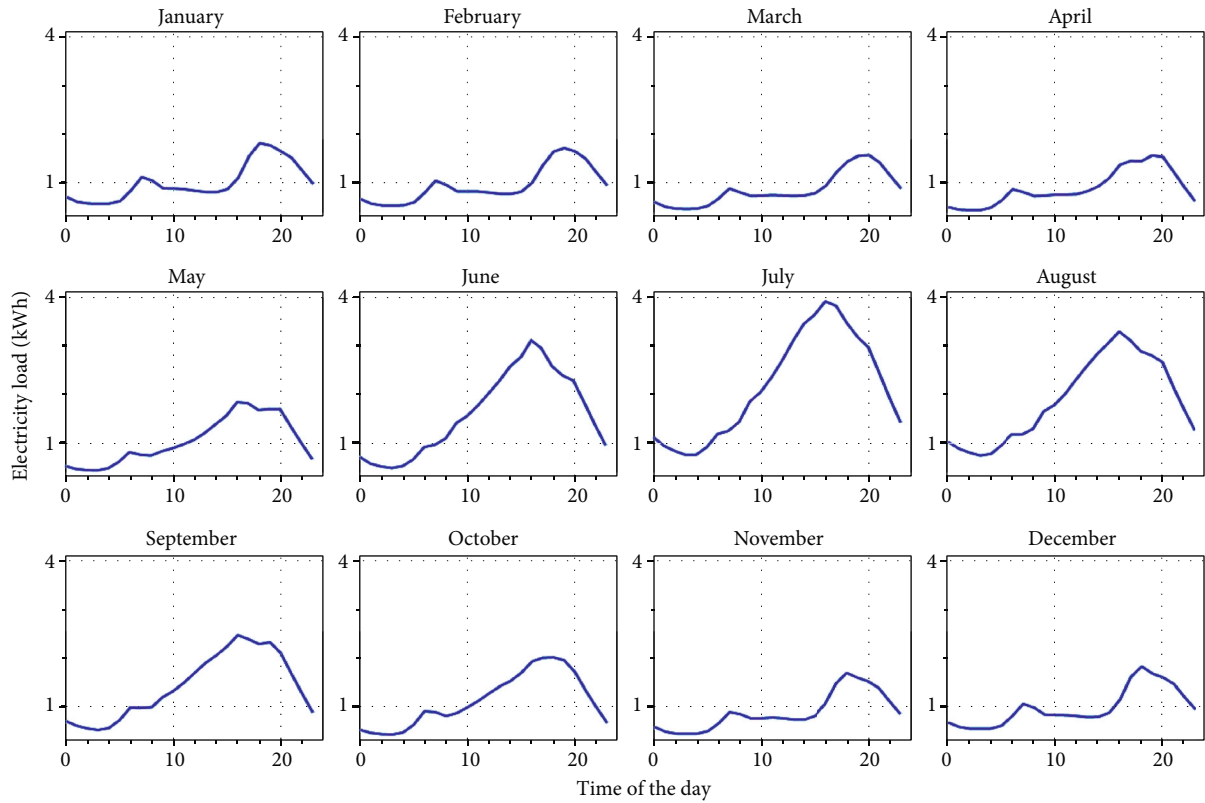 January February March April
4 4 4 4
1 1 1 1
0 10 20 0 10 20 0 10 20 0 10 20
May June July August
4 4 4 4
1 1 1 1
0 10 20 0 10 20 0 10 20 0 10 20
Electricity load (kWh)
September October November December
4 4 4 4
1 1 1 1
0 10 20 0 10 20 0 10 20 0 10 20
Time of the day